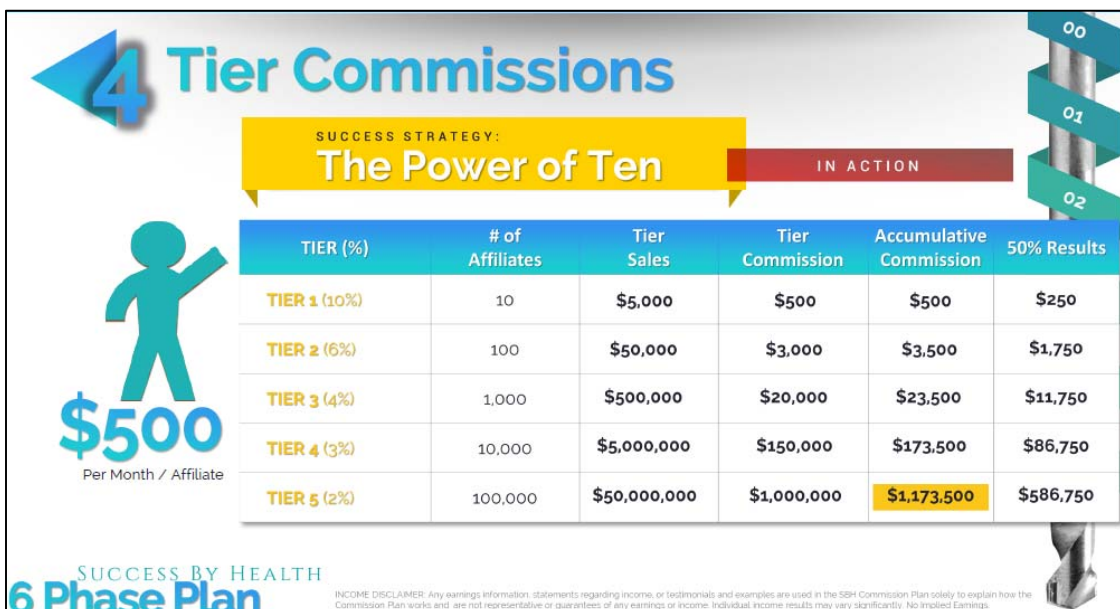 4 Tier Commissions
SUCCESS STRATEGY:
The Power of Ten
IN ACTION
00
01
02
TIER (%) # of Affiliates Tier Sales Tier Commission Accumulative Commission 50% Results
TIER 1 (10%) 10 $5,000 $500 $500 $250
TIER 2 (6%) 100 $50,000 $3,000 $3,500 $1,750
TIER 3 (4%) 1,000 $500,000 $20,000 $23,500 $11,750
TIER 4 (3%) 10,000 $5,000,000 $150,000 $173,500 $86,750
TIER 5 (2%) 100,000 $50,000,000 $1,000,000 $1,173,500 $586,750
$500
Per Month / Affiliate
SUCCESS BY HEALTH
6 Phase Plan
INCOME DISCLAIMER: Any earnings information, statements regarding income, or testimonials and examples are used in the SBH Commission Plan solely to explain how the
Commission Plan works and are not representative or guarantees of any earnings or income. Individual income results may vary significantly. No Implied Earnings.